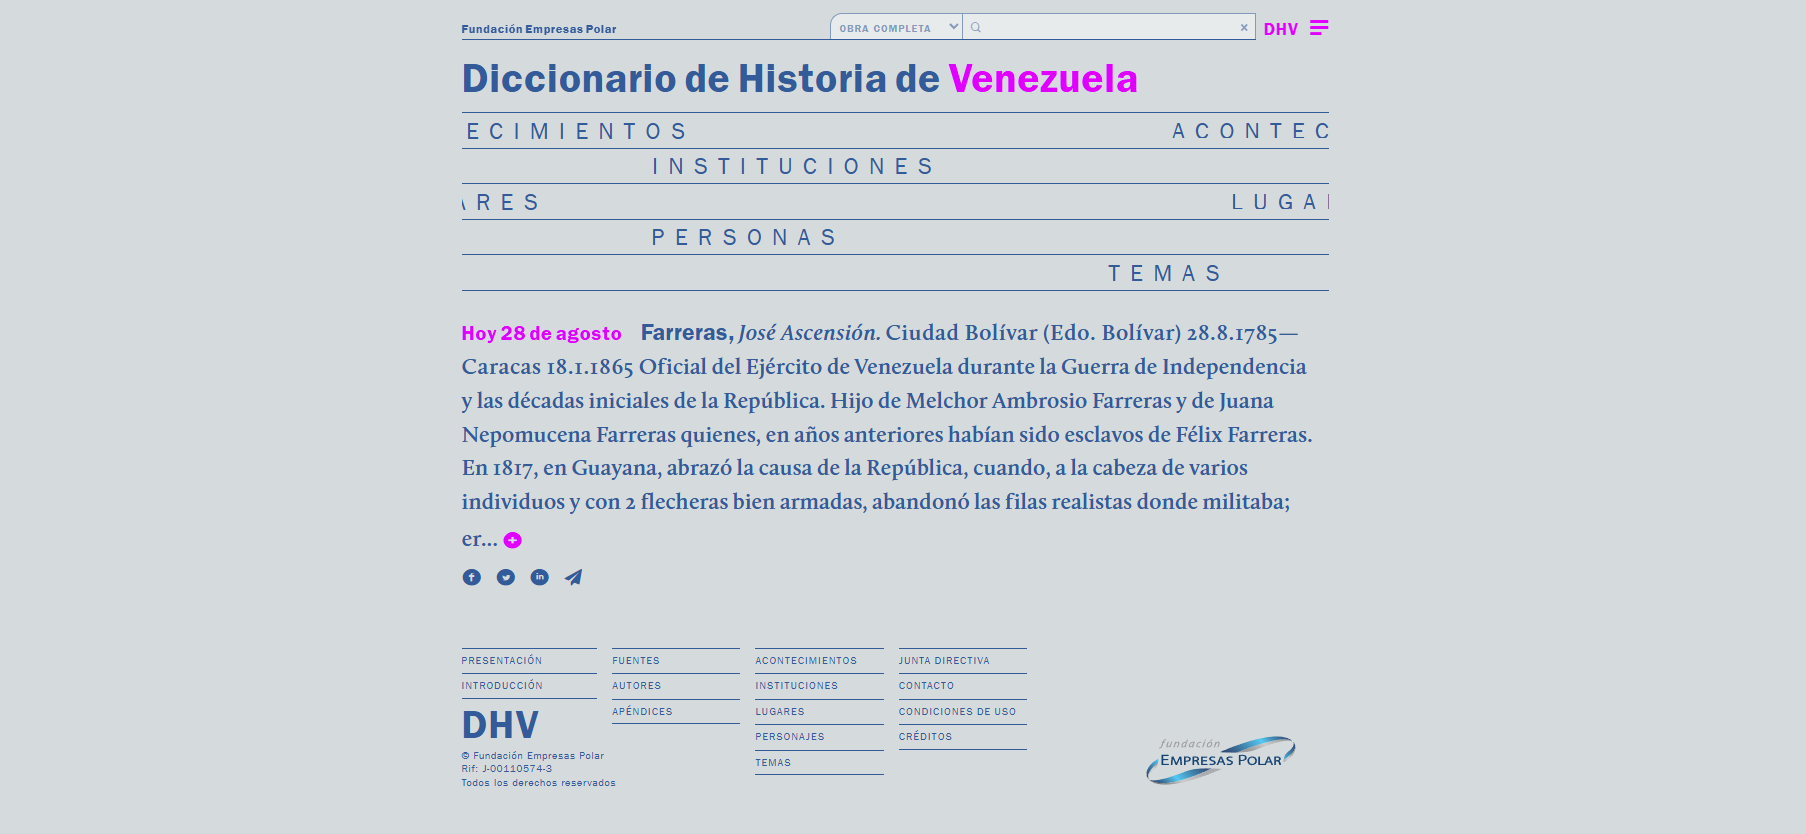 Fundación Empresas Polar
OBRA COMPLETA
DHV
Diccionario de Historia de Venezuela
ECIMIENTOS ACONTEC
INSTITUCIONES
ARES LUGA
PERSONAS
TEMAS
Hoy 28 de agosto Farreras, José Ascensión. Ciudad Bolívar (Edo. Bolívar) 28.8.1785—
Caracas 18.1.1865 Oficial del Ejército de Venezuela durante la Guerra de Independencia
y las décadas iniciales de la República. Hijo de Melchor Ambrosio Farreras y de Juana
Nepomucena Farreras quienes, en años anteriores habían sido esclavos de Félix Farreras.
En 1817, en Guayana, abrazó la causa de la República, cuando, a la cabeza de varios
individuos y con 2 flecheras bien armadas, abandonó las filas realistas donde militaba;
er...
PRESENTACIÓN
INTRODUCCIÓN
DHV
© Fundación Empresas Polar
Rif: J-00110574-3
Todos los derechos reservados
FUENTES
AUTORES
APÉNDICES
ACONTECIMIENTOS
INSTITUCIONES
LUGARES
PERSONAJES
TEMAS
JUNTA DIRECTIVA
CONTACTO
CONDICIONES DE USO
CRÉDITOS
fundación
EMPRESAS POLAR